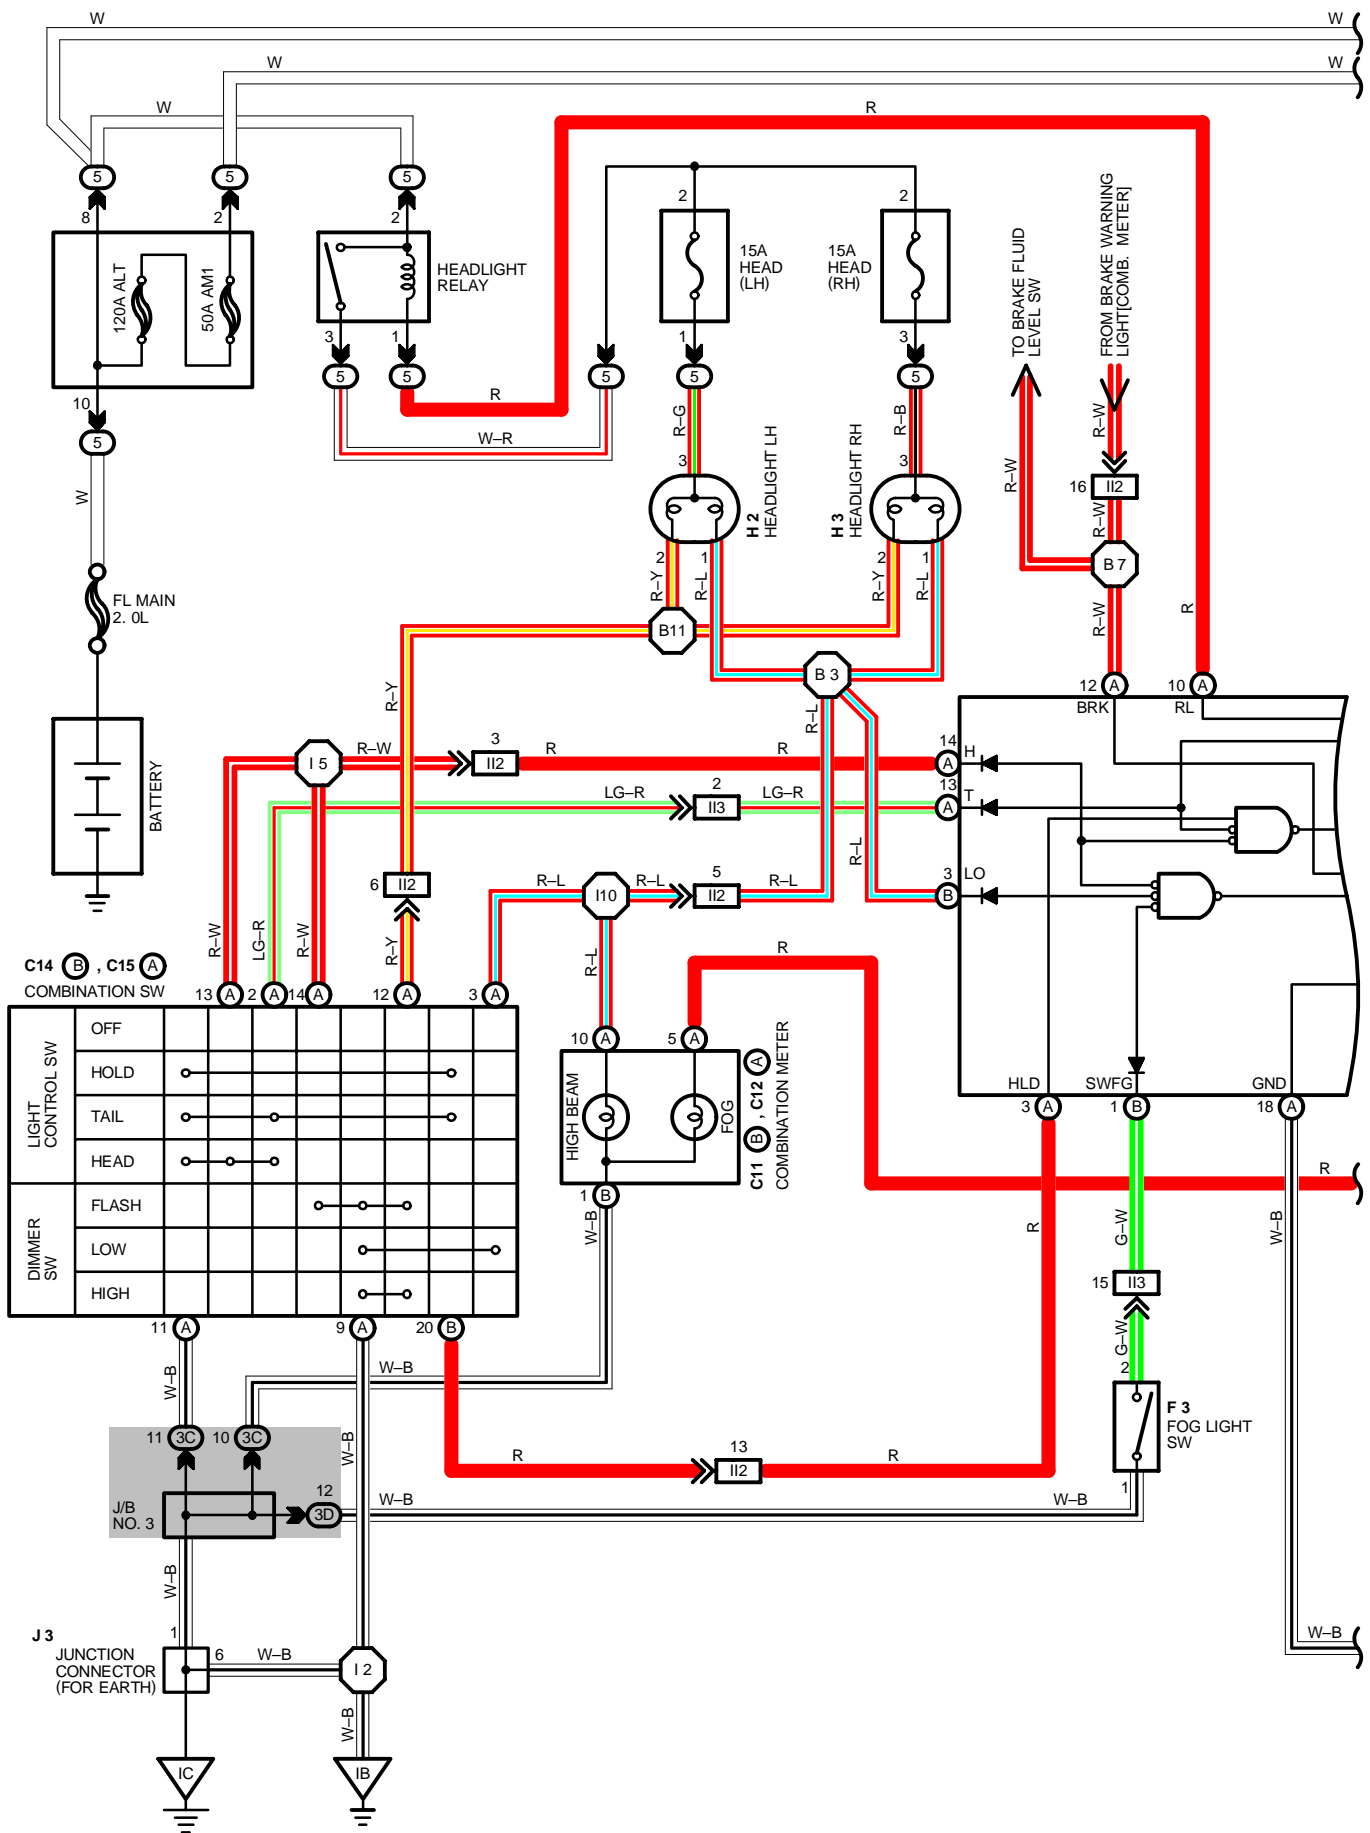 W
W
W
W
W
R
5
5
5
8
2
2
120A ALT
50A AM1
HEADLIGHT
RELAY
2
15A
HEAD
(LH)
2
15A
HEAD
(RH)
TO BRAKE FLUID
LEVEL SW
FROM BRAKE WARNING
LIGHT[COMB. METER]
3
1
1
3
5
5
5
5
5
10
5
R
W–R
R–G
R–B
R–W
R–W
W
3
3
H 2
HEADLIGHT LH
H 3
HEADLIGHT RH
16
II2
R–W
B 7
2
1
2
1
R–Y
R–L
R–Y
R–L
FL MAIN
2. 0L
B11
B 3
R–W
R
R–Y
R–L
12
A
10
A
BRK
RL
BATTERY
I 5
R–W
3
II2
R
R
14
A
H
LG–R
2
II3
LG–R
13
A
T
R–L
6
II2
R–L
I10
R–L
5
II2
R–L
3
B
LO
R–W
LG–R
R–W
R–Y
R–L
R
C14 B , C15 A
COMBINATION SW
13
A
2
A
14
A
12
A
3
A
LIGHT
CONTROL SW
OFF
HOLD
TAIL
HEAD
DIMMER
SW
FLASH
LOW
HIGH
10
A
5
A
HIGH BEAM
FOG
C11 B , C12 A
COMBINATION METER
1
B
W–B
HLD
SWFG
GND
3
A
1
B
18
A
R
R
G–W
W–B
15
II3
G–W
2
F 3
FOG LIGHT
SW
1
11
A
9
A
20
B
W–B
W–B
W–B
11
3C
10
3C
12
3D
J/B
NO. 3
R
13
II2
R
W–B
W–B
W–B
J 3
JUNCTION
CONNECTOR
(FOR EARTH)
1
6
W–B
I 2
W–B
W–B
IC
IB